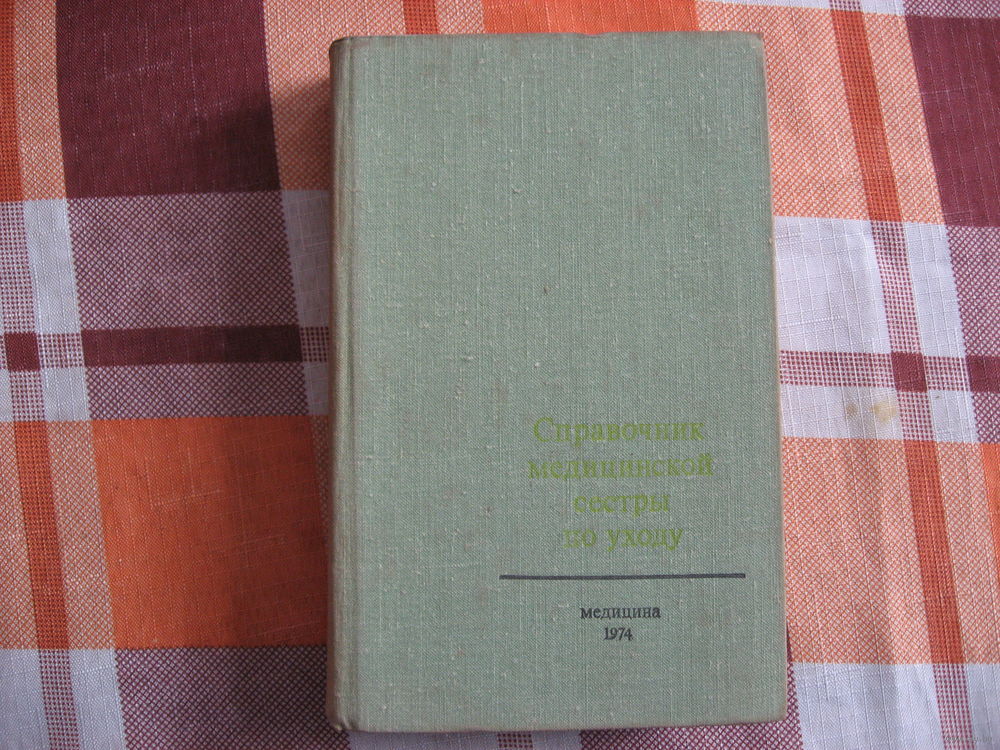 Справочник
медицинской
сестры
по уходу
медицина
1974